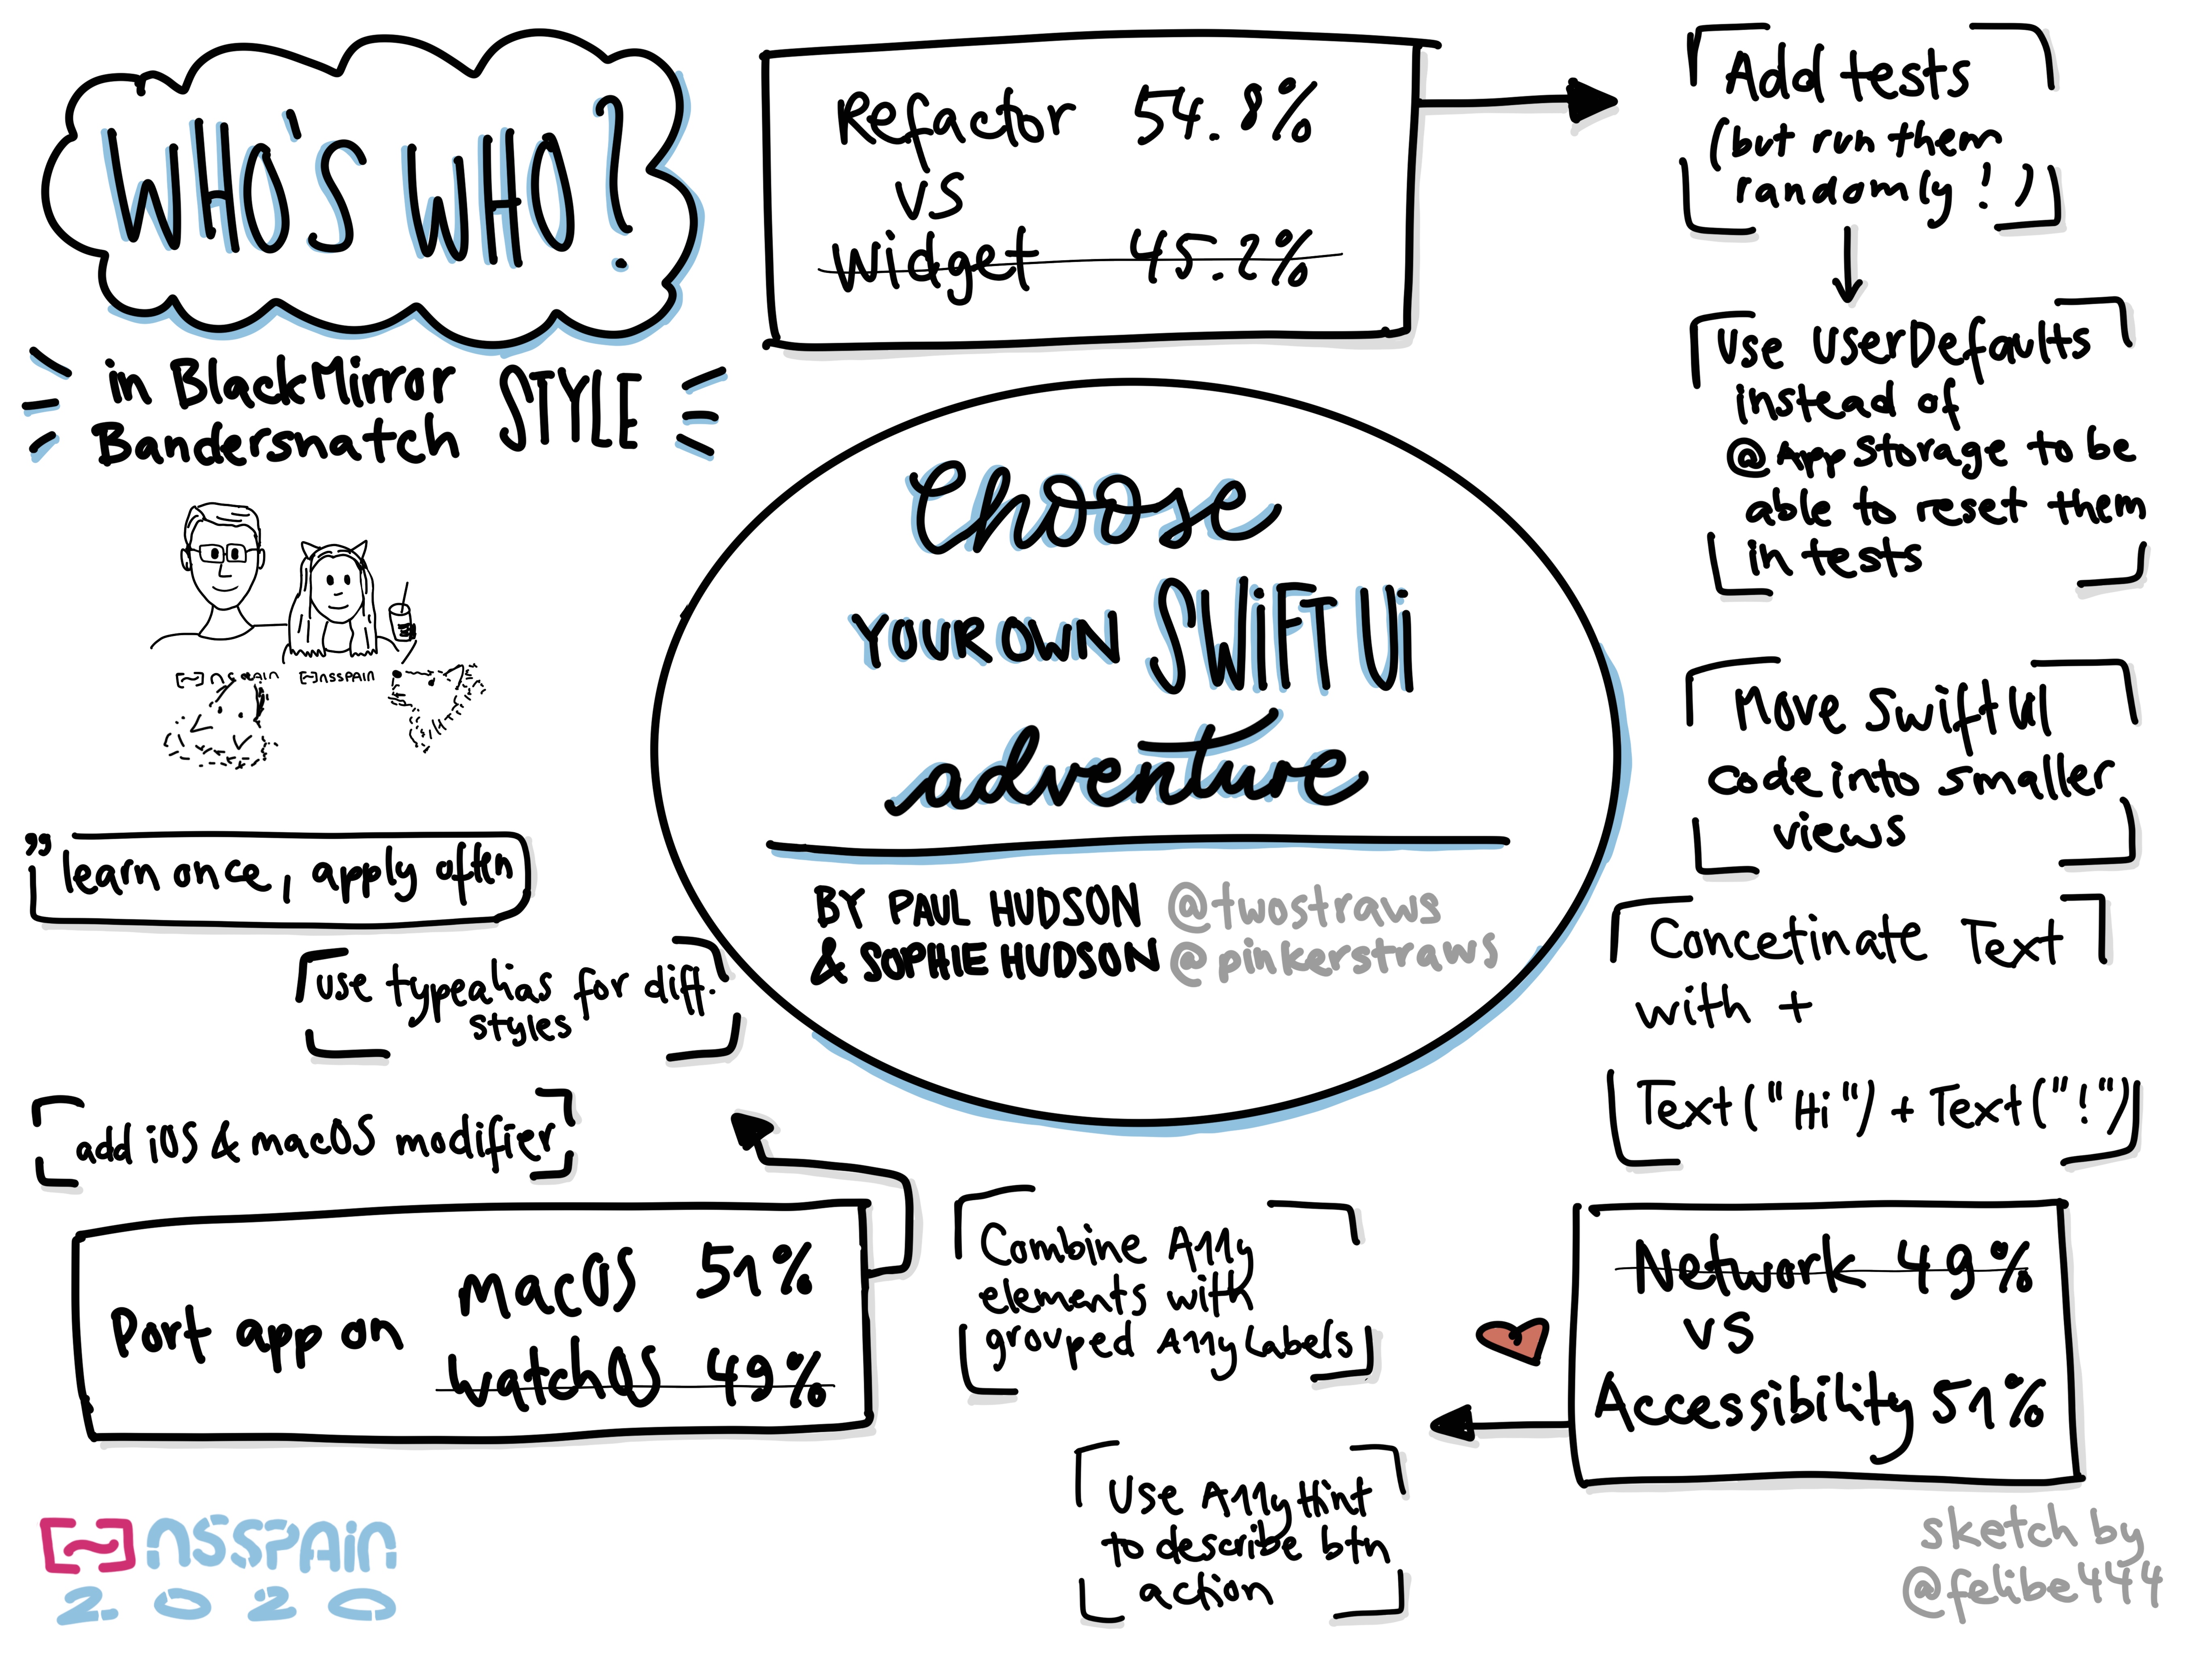 WHO'S WHO?
in BlackMirror
Bandersnatch STYLE
Refactor 54.8%
vs
Widget 45.2%
Add tests
(but run them
randomly!)
Use UserDefaults
instead of
@AppStorage to be
able to reset them
in tests
Move SwiftUI
code into smaller
views
Concetinate Text
with +
Text("Hi") + Text("!")
Choose
YOUR OWN SWiFT Ui
adventure
BY PAUL HUDSON @twostraws
& SOPHIE HUDSON @pinkerstraws
[~] nsspain
[~] nsspain
" learn once, apply often
use typealias for diff.
styles
add iOS & macOS modifier
Port app on
macOS 51%
watchOS 49%
Combine A11y
elements with
grouped A11yLabels
Use A11yHint
to describe btn
action
Network 49%
vs
Accessibility 51%
[~] nsspain
2020
sketch by
@felibe444